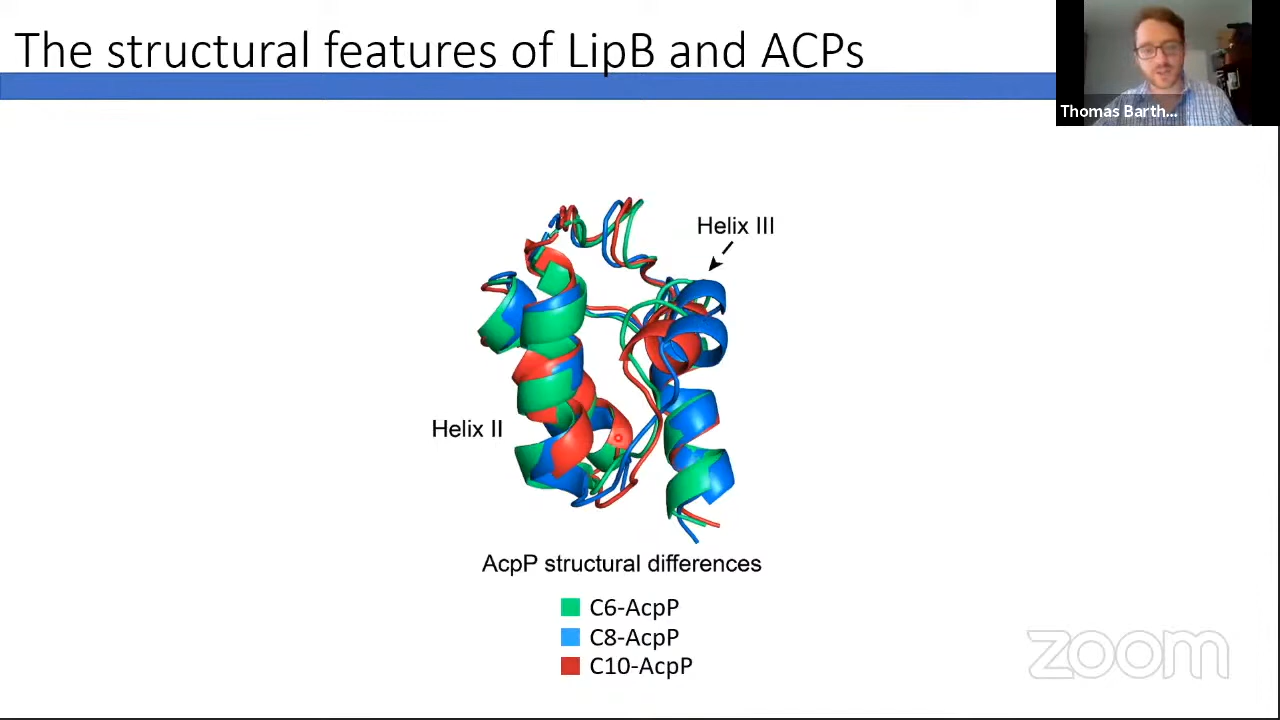 The structural features of LipB and ACPs
Thomas Barth...
Helix III
Helix II
AcpP structural differences
C6-AcpP
C8-AcpP
C10-AcpP
zoom